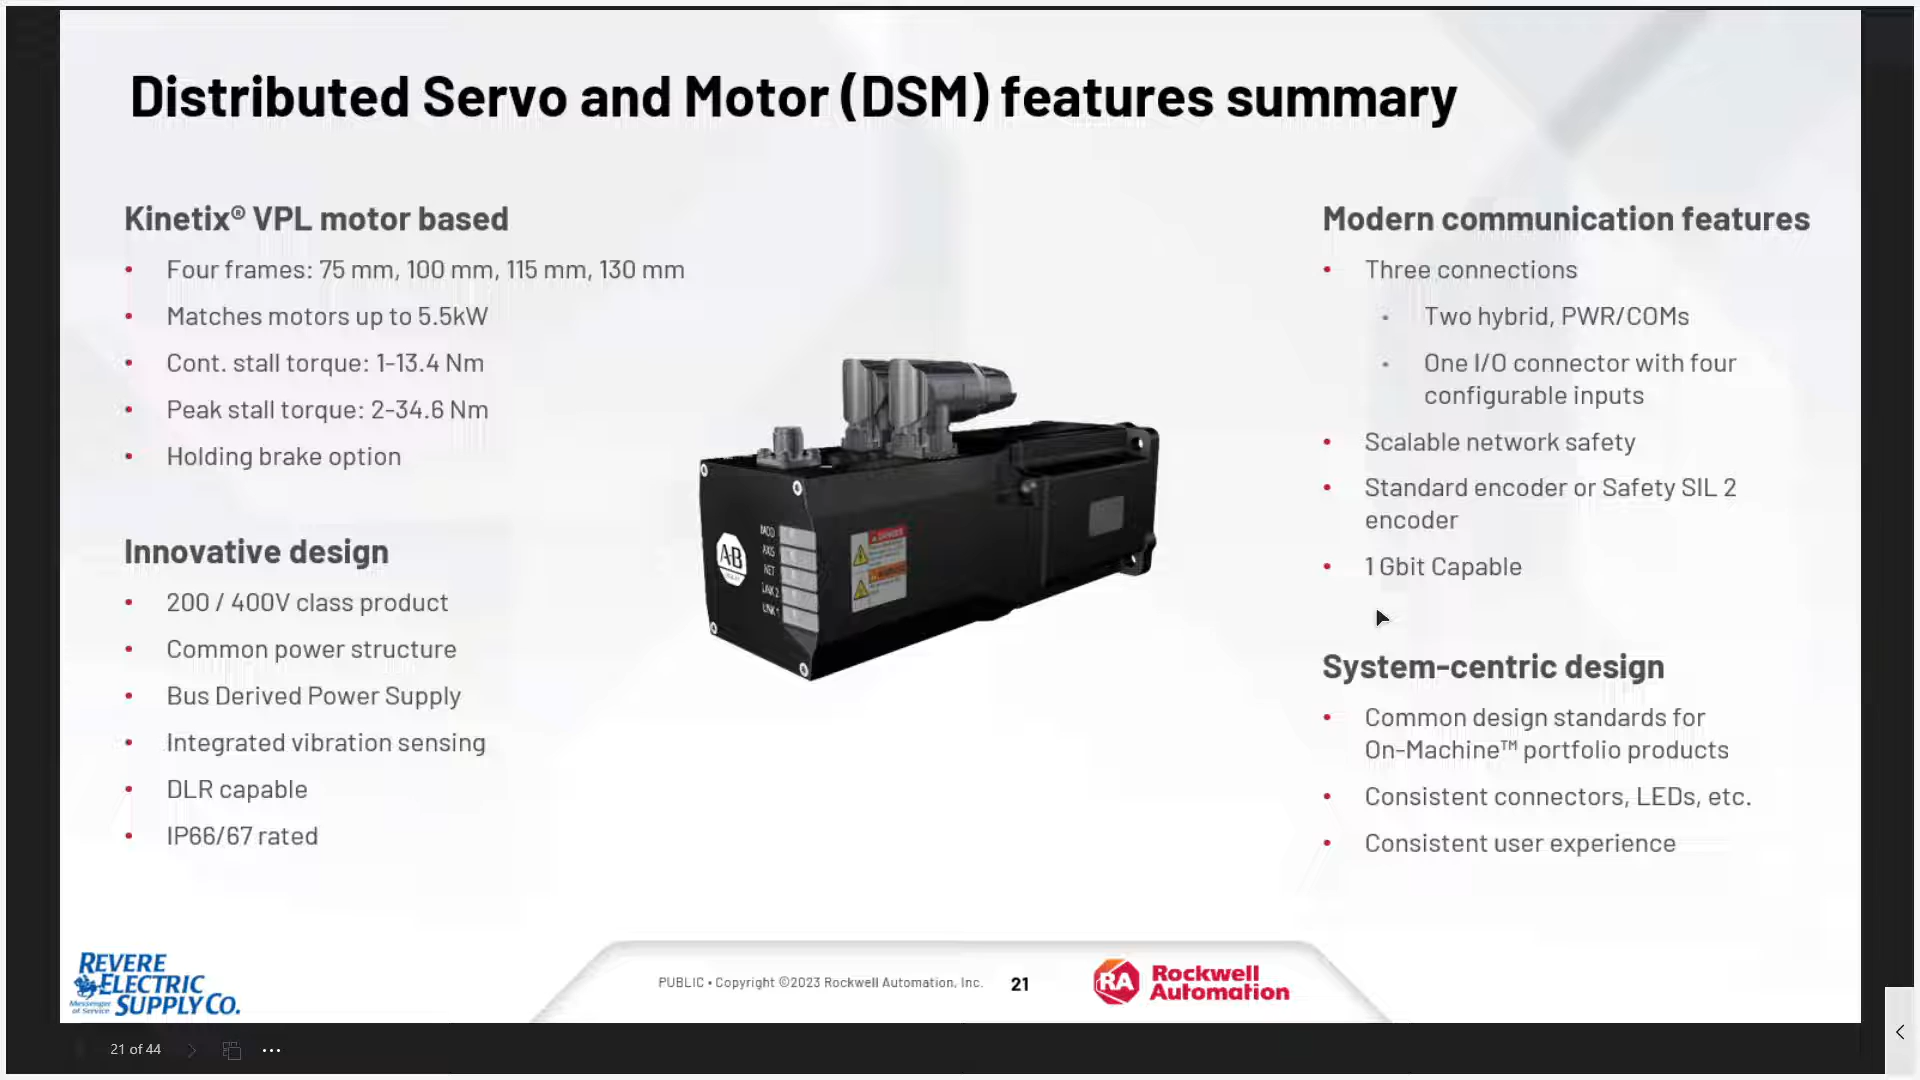 Distributed Servo and Motor (DSM) features summary
Kinetix® VPL motor based
• Four frames: 75 mm, 100 mm, 115 mm, 130 mm
• Matches motors up to 5.5kW
• Cont. stall torque: 1-13.4 Nm
• Peak stall torque: 2-34.6 Nm
• Holding brake option
Innovative design
• 200 / 400V class product
• Common power structure
• Bus Derived Power Supply
• Integrated vibration sensing
• DLR capable
• IP66/67 rated
MOD
AXIS
NET
LINK 2
LINK 1
AB
DANGER
Modern communication features
• Three connections
• Two hybrid, PWR/COMs
• One I/O connector with four
configurable inputs
• Scalable network safety
• Standard encoder or Safety SIL 2
encoder
• 1 Gbit Capable
System-centric design
• Common design standards for
On-Machine™ portfolio products
• Consistent connectors, LEDs, etc.
• Consistent user experience
REVERE
ELECTRIC
SUPPLY CO.
Messenger
of Service
PUBLIC • Copyright ©2023 Rockwell Automation, Inc.
21
RA
Rockwell
Automation
21 of 44